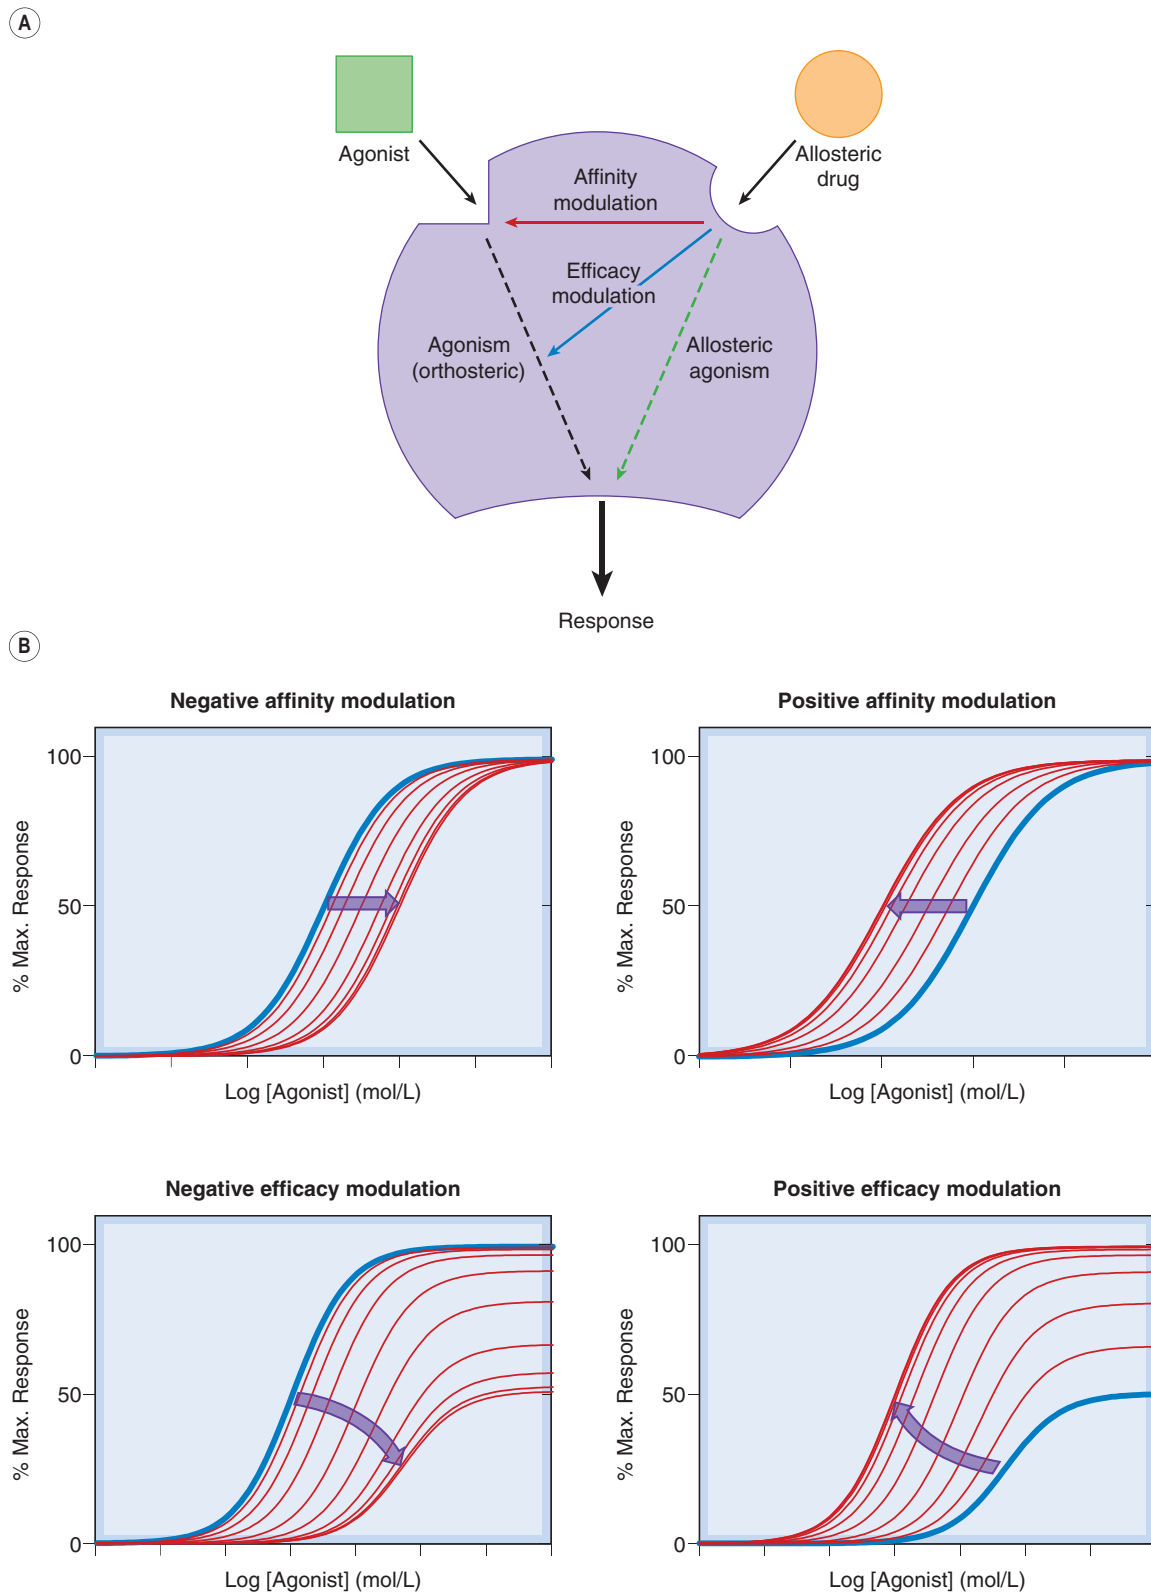 A
Agonist
Allosteric
drug
Affinity
modulation
Efficacy
modulation
Agonism
(orthosteric)
Allosteric
agonism
Response
B
Negative affinity modulation
100
50
0
% Max. Response
Log [Agonist] (mol/L)
Positive affinity modulation
100
50
0
% Max. Response
Log [Agonist] (mol/L)
Negative efficacy modulation
100
50
0
% Max. Response
Log [Agonist] (mol/L)
Positive efficacy modulation
100
50
0
% Max. Response
Log [Agonist] (mol/L)